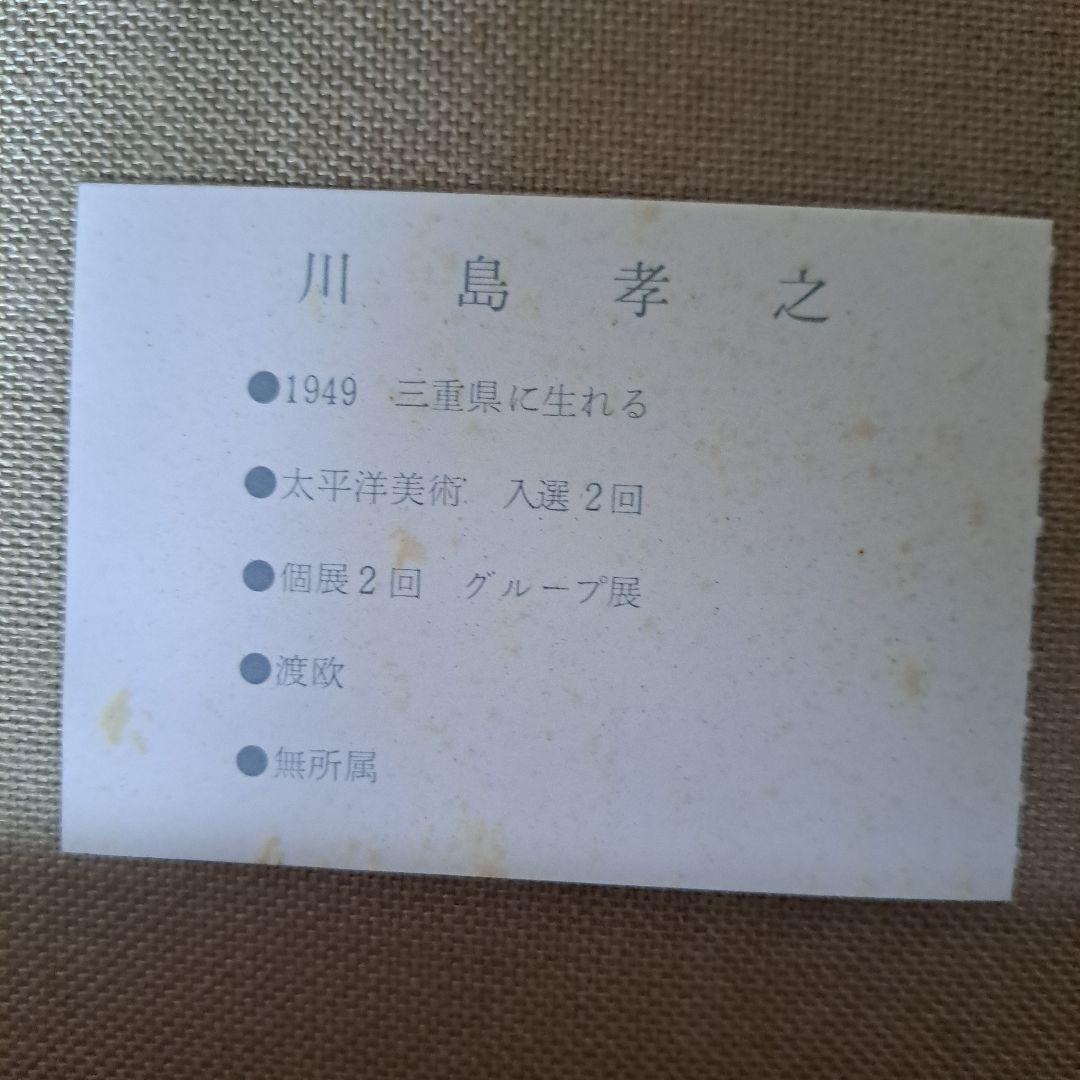 川島孝之
●1949 三重県に生れる
●太平洋美術 入選2回
●個展2回 グループ展
●渡欧
●無所属